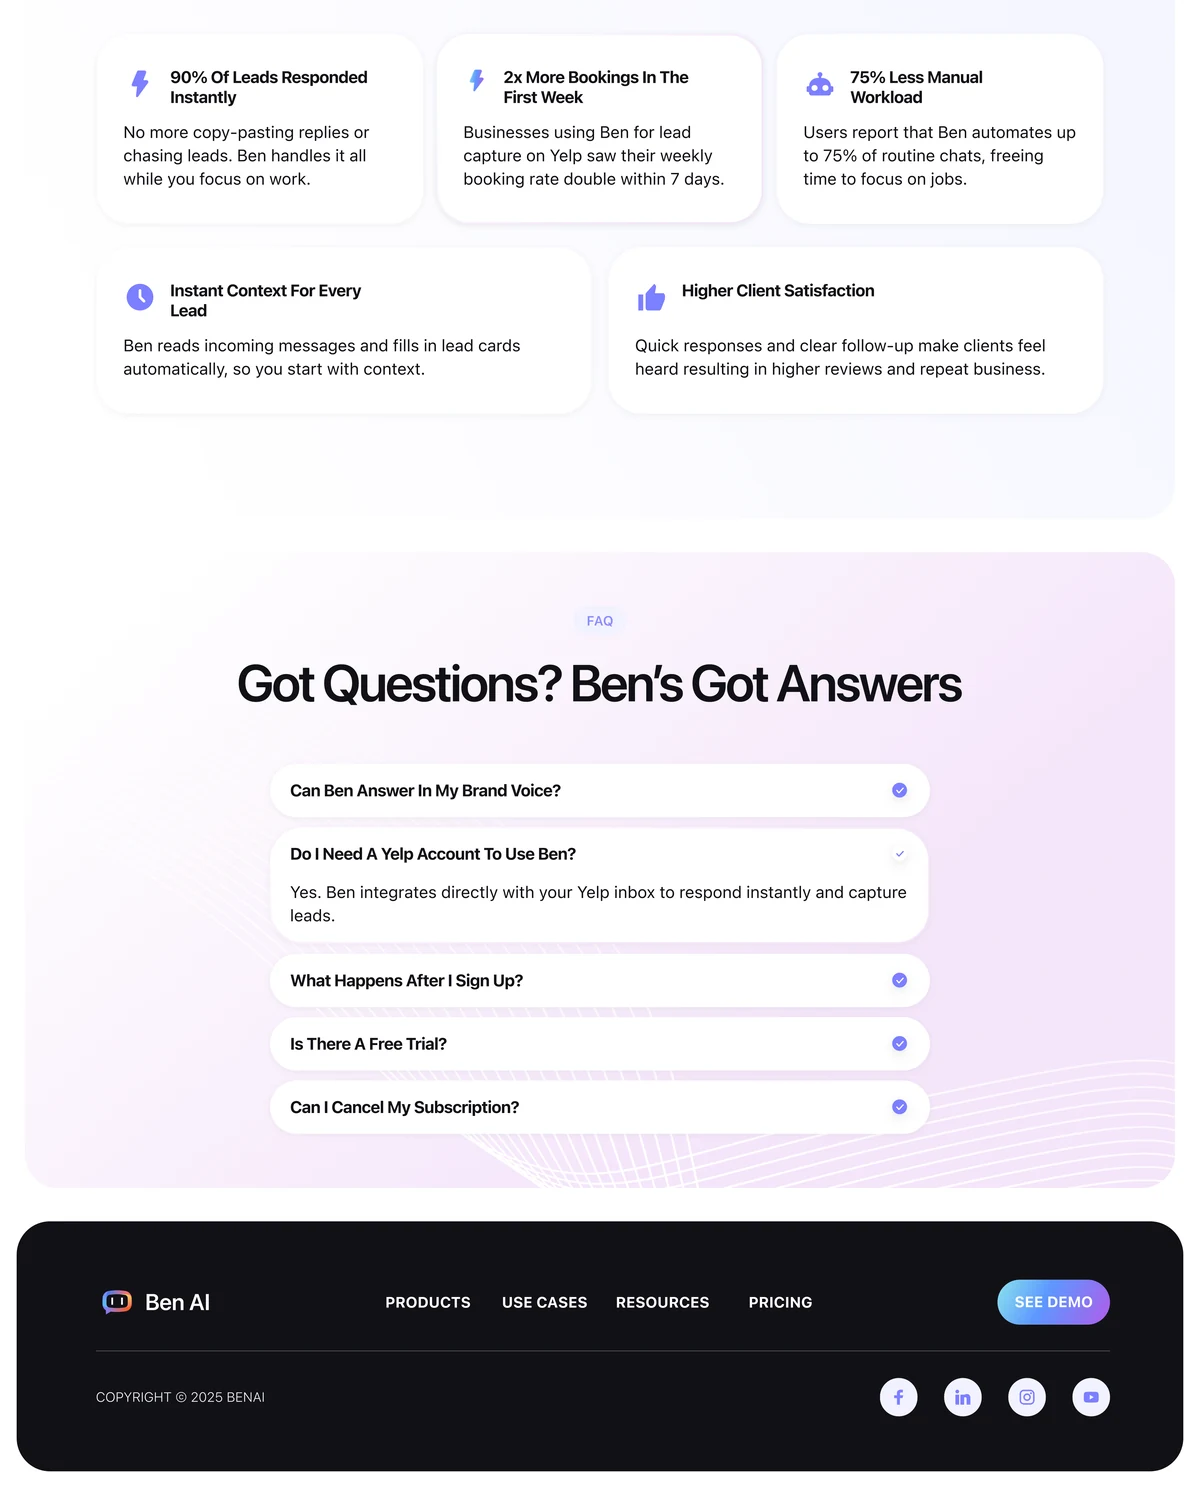 90% Of Leads Responded
Instantly
No more copy-pasting replies or
chasing leads. Ben handles it all
while you focus on work.
2x More Bookings In The
First Week
Businesses using Ben for lead
capture on Yelp saw their weekly
booking rate double within 7 days.
75% Less Manual
Workload
Users report that Ben automates up
to 75% of routine chats, freeing
time to focus on jobs.
Instant Context For Every
Lead
Ben reads incoming messages and fills in lead cards
automatically, so you start with context.
Higher Client Satisfaction
Quick responses and clear follow-up make clients feel
heard resulting in higher reviews and repeat business.
FAQ
Got Questions? Ben’s Got Answers
Can Ben Answer In My Brand Voice?
Do I Need A Yelp Account To Use Ben?
Yes. Ben integrates directly with your Yelp inbox to respond instantly and capture
leads.
What Happens After I Sign Up?
Is There A Free Trial?
Can I Cancel My Subscription?
Ben AI
PRODUCTS
USE CASES
RESOURCES
PRICING
SEE DEMO
COPYRIGHT © 2025 BENAI